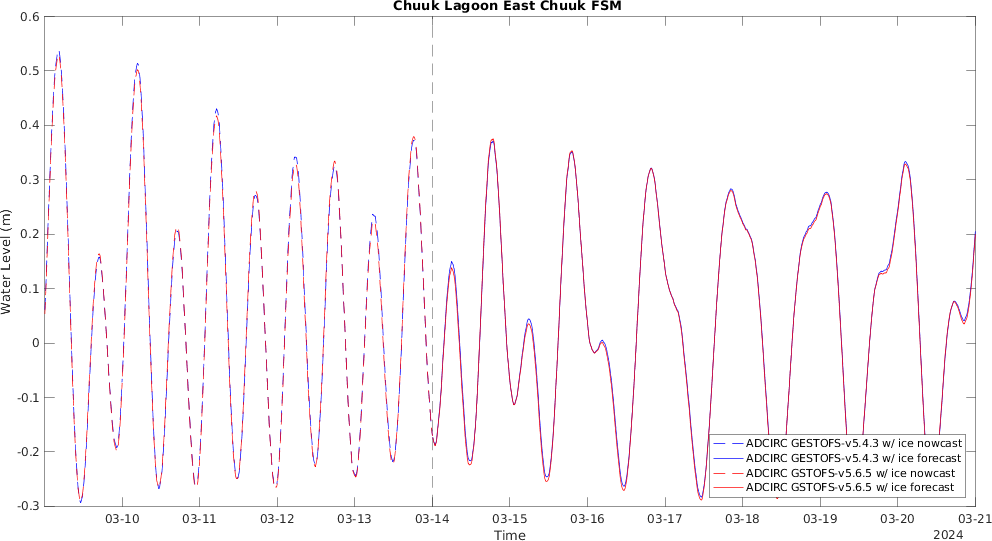 Chuuk Lagoon East Chuuk FSM
0.6
0.5
0.4
0.3
0.2
0.1
0
-0.1
-0.2
-0.3
Water Level (m)
ADCIRC GESTOFS-v5.4.3 w/ ice nowcast
ADCIRC GESTOFS-v5.4.3 w/ ice forecast
ADCIRC GSTOFS-v5.6.5 w/ ice nowcast
ADCIRC GSTOFS-v5.6.5 w/ ice forecast
03-10 03-11 03-12 03-13 03-14 03-15 03-16 03-17 03-18 03-19 03-20 03-21
Time
2024